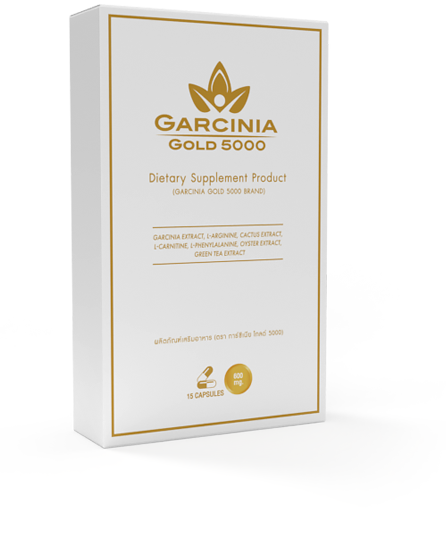 GARCINIA
GOLD 5000
Dietary Supplement Product
(GARCINIA GOLD 5000 BRAND)
GARCINIA EXTRACT, L-ARGININE, CACTUS EXTRACT,
L-CARNITINE, L-PHENYLALANINE, OYSTER EXTRACT,
GREEN TEA EXTRACT
ผลิตภัณฑ์เสริมอาหาร (ตรา การ์ซิเนีย โกลด์ 5000)
15 CAPSULES
mg.